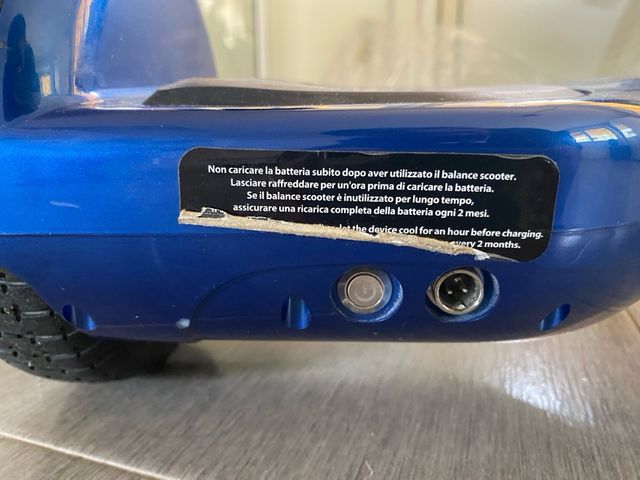 Non caricare la batteria subito dopo aver utilizzato il balance scooter.
Lasciare raffreddare per un'ora prima di caricare la batteria.
Se il balance scooter è inutilizzato per lungo tempo,
assicurare una ricarica completa della batteria ogni 2 mesi.
let the device cool for an hour before charging.
every 2 months.